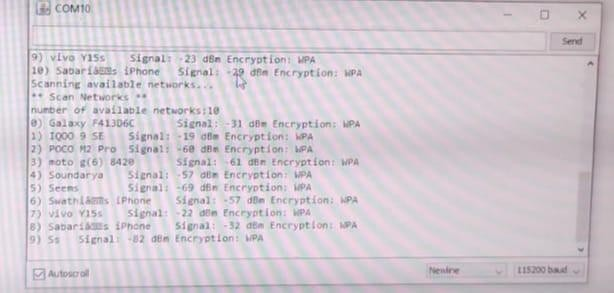 COM10
Send
9) vivo Y15s Signal: -23 dBm Encryption: WPA
10) Sabariâ s iPhone Signal: -29 dBm Encryption: WPA
Scanning available networks...
** Scan Networks **
number of available networks:10
0) Galaxy F413D6C Signal: -31 dBm Encryption: WPA
1) IQOO 9 SE Signal: -19 dBm Encryption: WPA
2) POCO M2 Pro Signal: -60 dBm Encryption: WPA
3) moto g(6) 8420 Signal: -61 dBm Encryption: WPA
4) Soundarya Signal: -57 dBm Encryption: WPA
5) Seems Signal: -69 dBm Encryption: WPA
6) Swathiâ s iPhone Signal: -57 dBm Encryption: WPA
7) vivo Y15s Signal: -22 dBm Encryption: WPA
8) Sabariâ s iPhone Signal: -32 dBm Encryption: WPA
9) Ss Signal: -82 dBm Encryption: WPA
Autoscroll
Newline
115200 baud